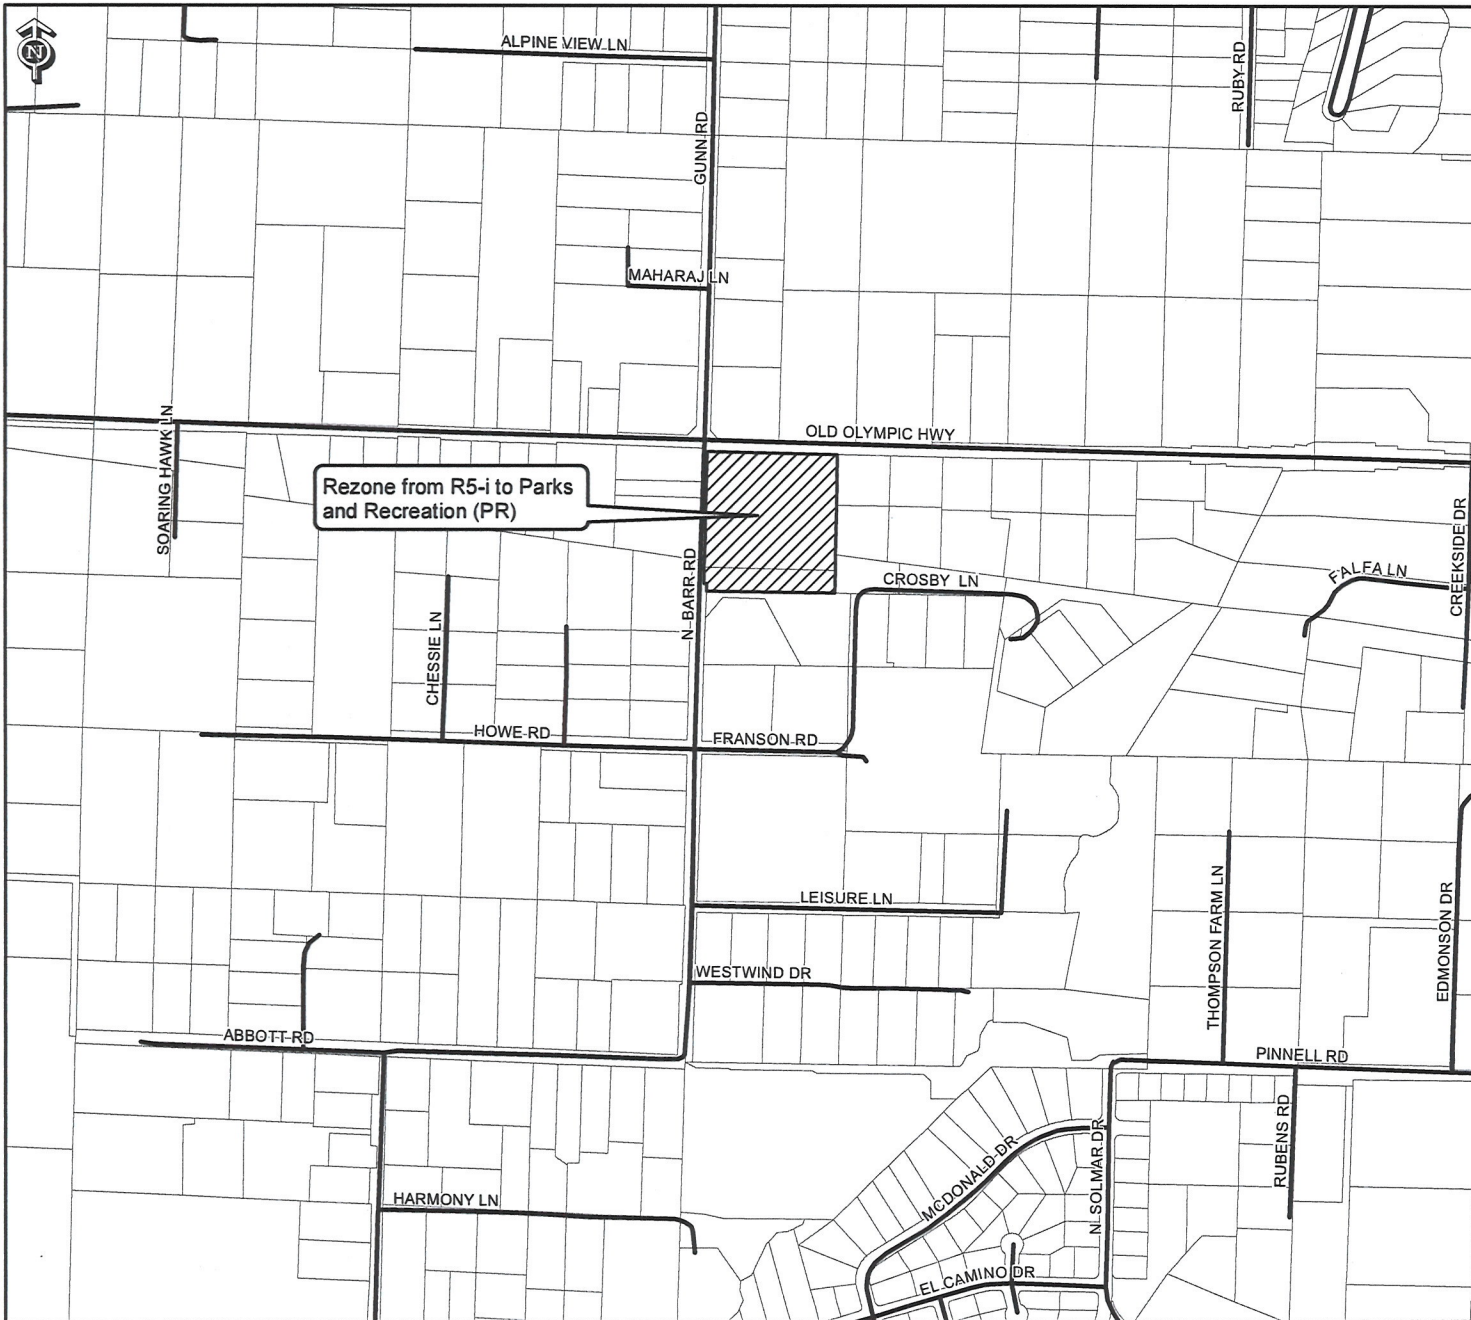 N
ALPINE VIEW LN
RUBY RD
GUNN RD
MAHARAJ LN
SOARING HAWK LN
OLD OLYMPIC HWY
Rezone from R5-i to Parks
and Recreation (PR)
N BARR RD
CROSBY LN
FALFA LN
CREEKSIDE DR
CHESSIE LN
HOWE RD
FRANSON RD
LEISURE LN
THOMPSON FARM LN
EDMONSON DR
WESTWIND DR
ABBOTT RD
PINNELL RD
RUBENS RD
MCDONALD DR
N SOLMAR DR
HARMONY LN
EL CAMINO DR